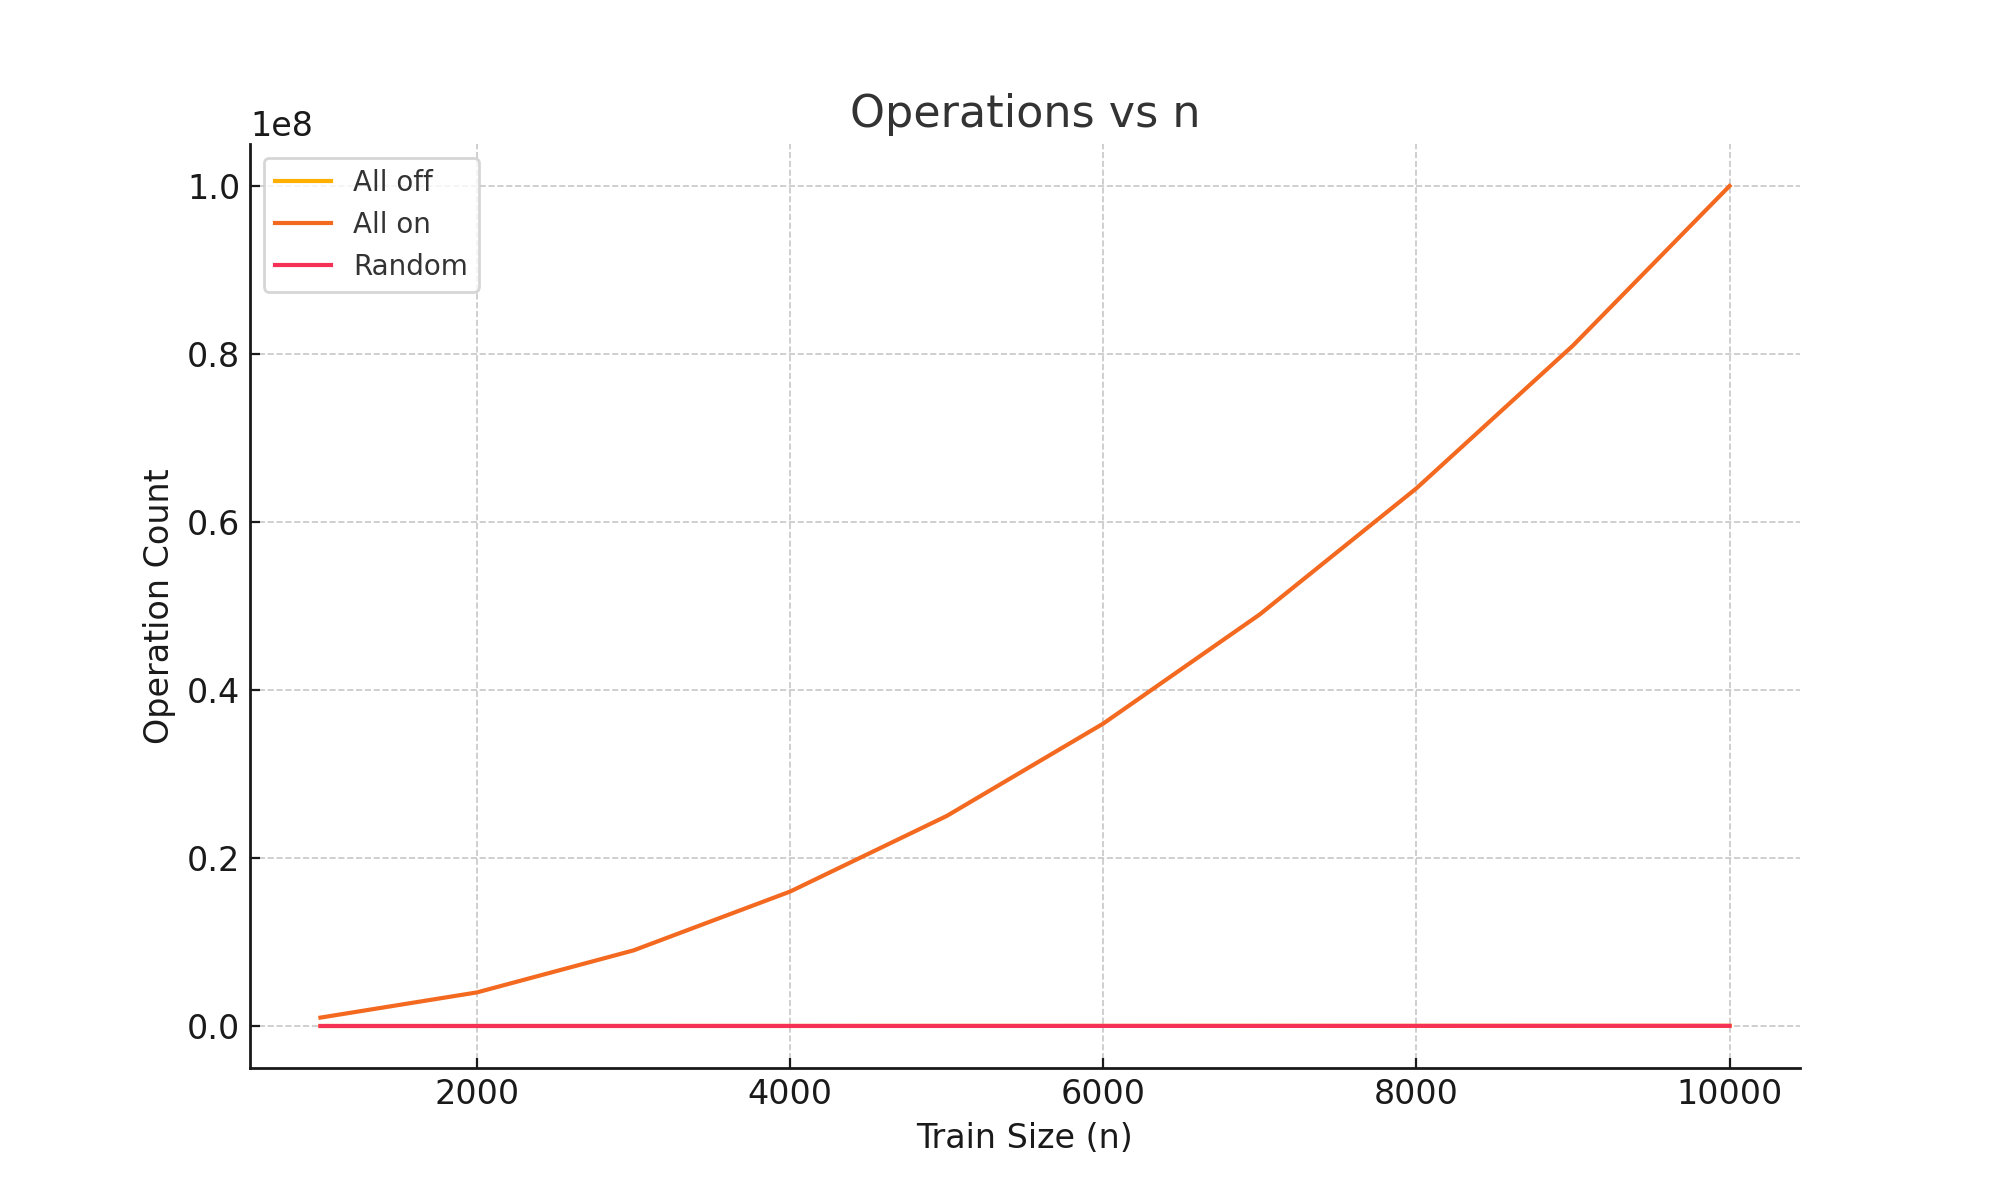 Operations vs n
1e8
All off
All on
Random
1.0
0.8
0.6
0.4
0.2
0.0
Operation Count
2000 4000 6000 8000 10000
Train Size (n)